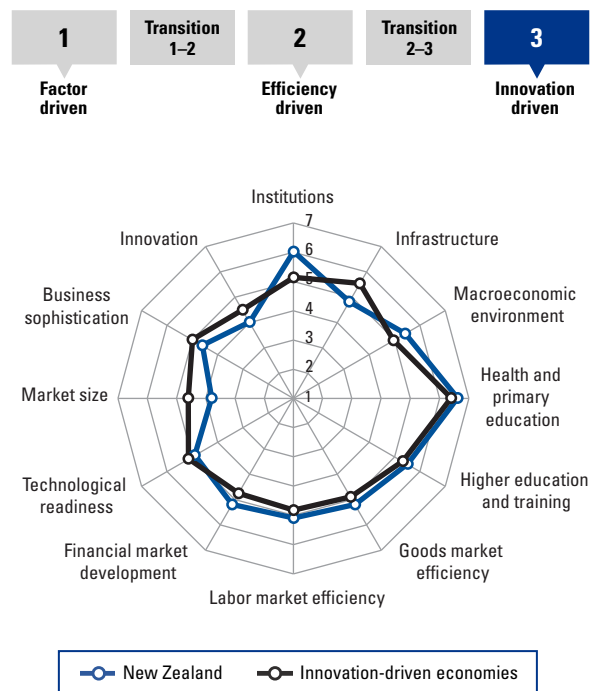 1
Transition
1–2
2
Transition
2–3
3
Factor
driven
Efficiency
driven
Innovation
driven
Institutions
7
Innovation
Infrastructure
6
5
Business
sophistication
Macroeconomic
environment
4
3
2
Market size
1
Health and
primary
education
Technological
readiness
Higher education
and training
Financial market
development
Goods market
efficiency
Labor market efficiency
New Zealand
Innovation-driven economies